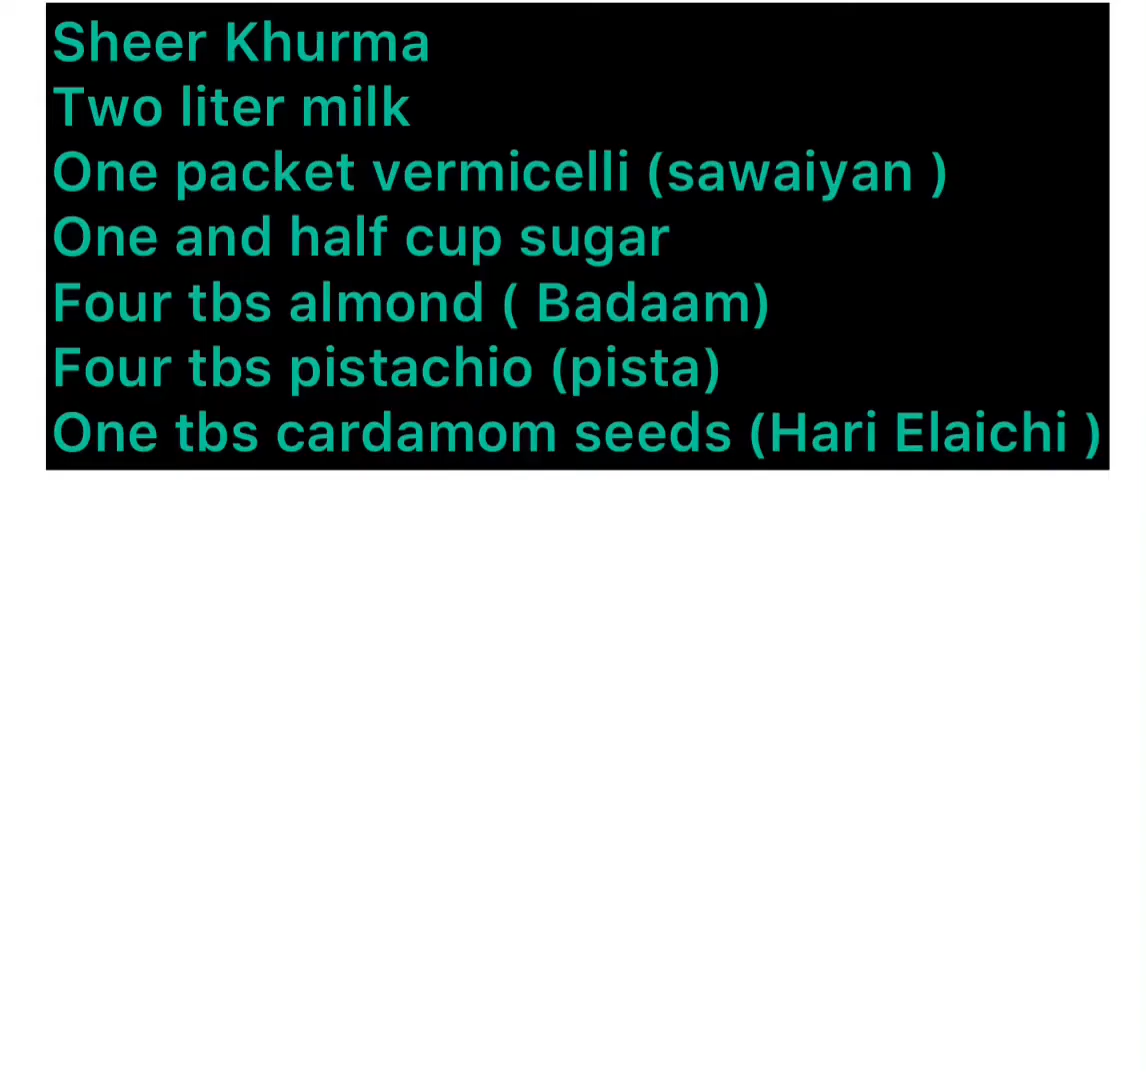 Sheer Khurma
Two liter milk
One packet vermicelli (sawaiyan )
One and half cup sugar
Four tbs almond ( Badaam)
Four tbs pistachio (pista)
One tbs cardamom seeds (Hari Elaichi )